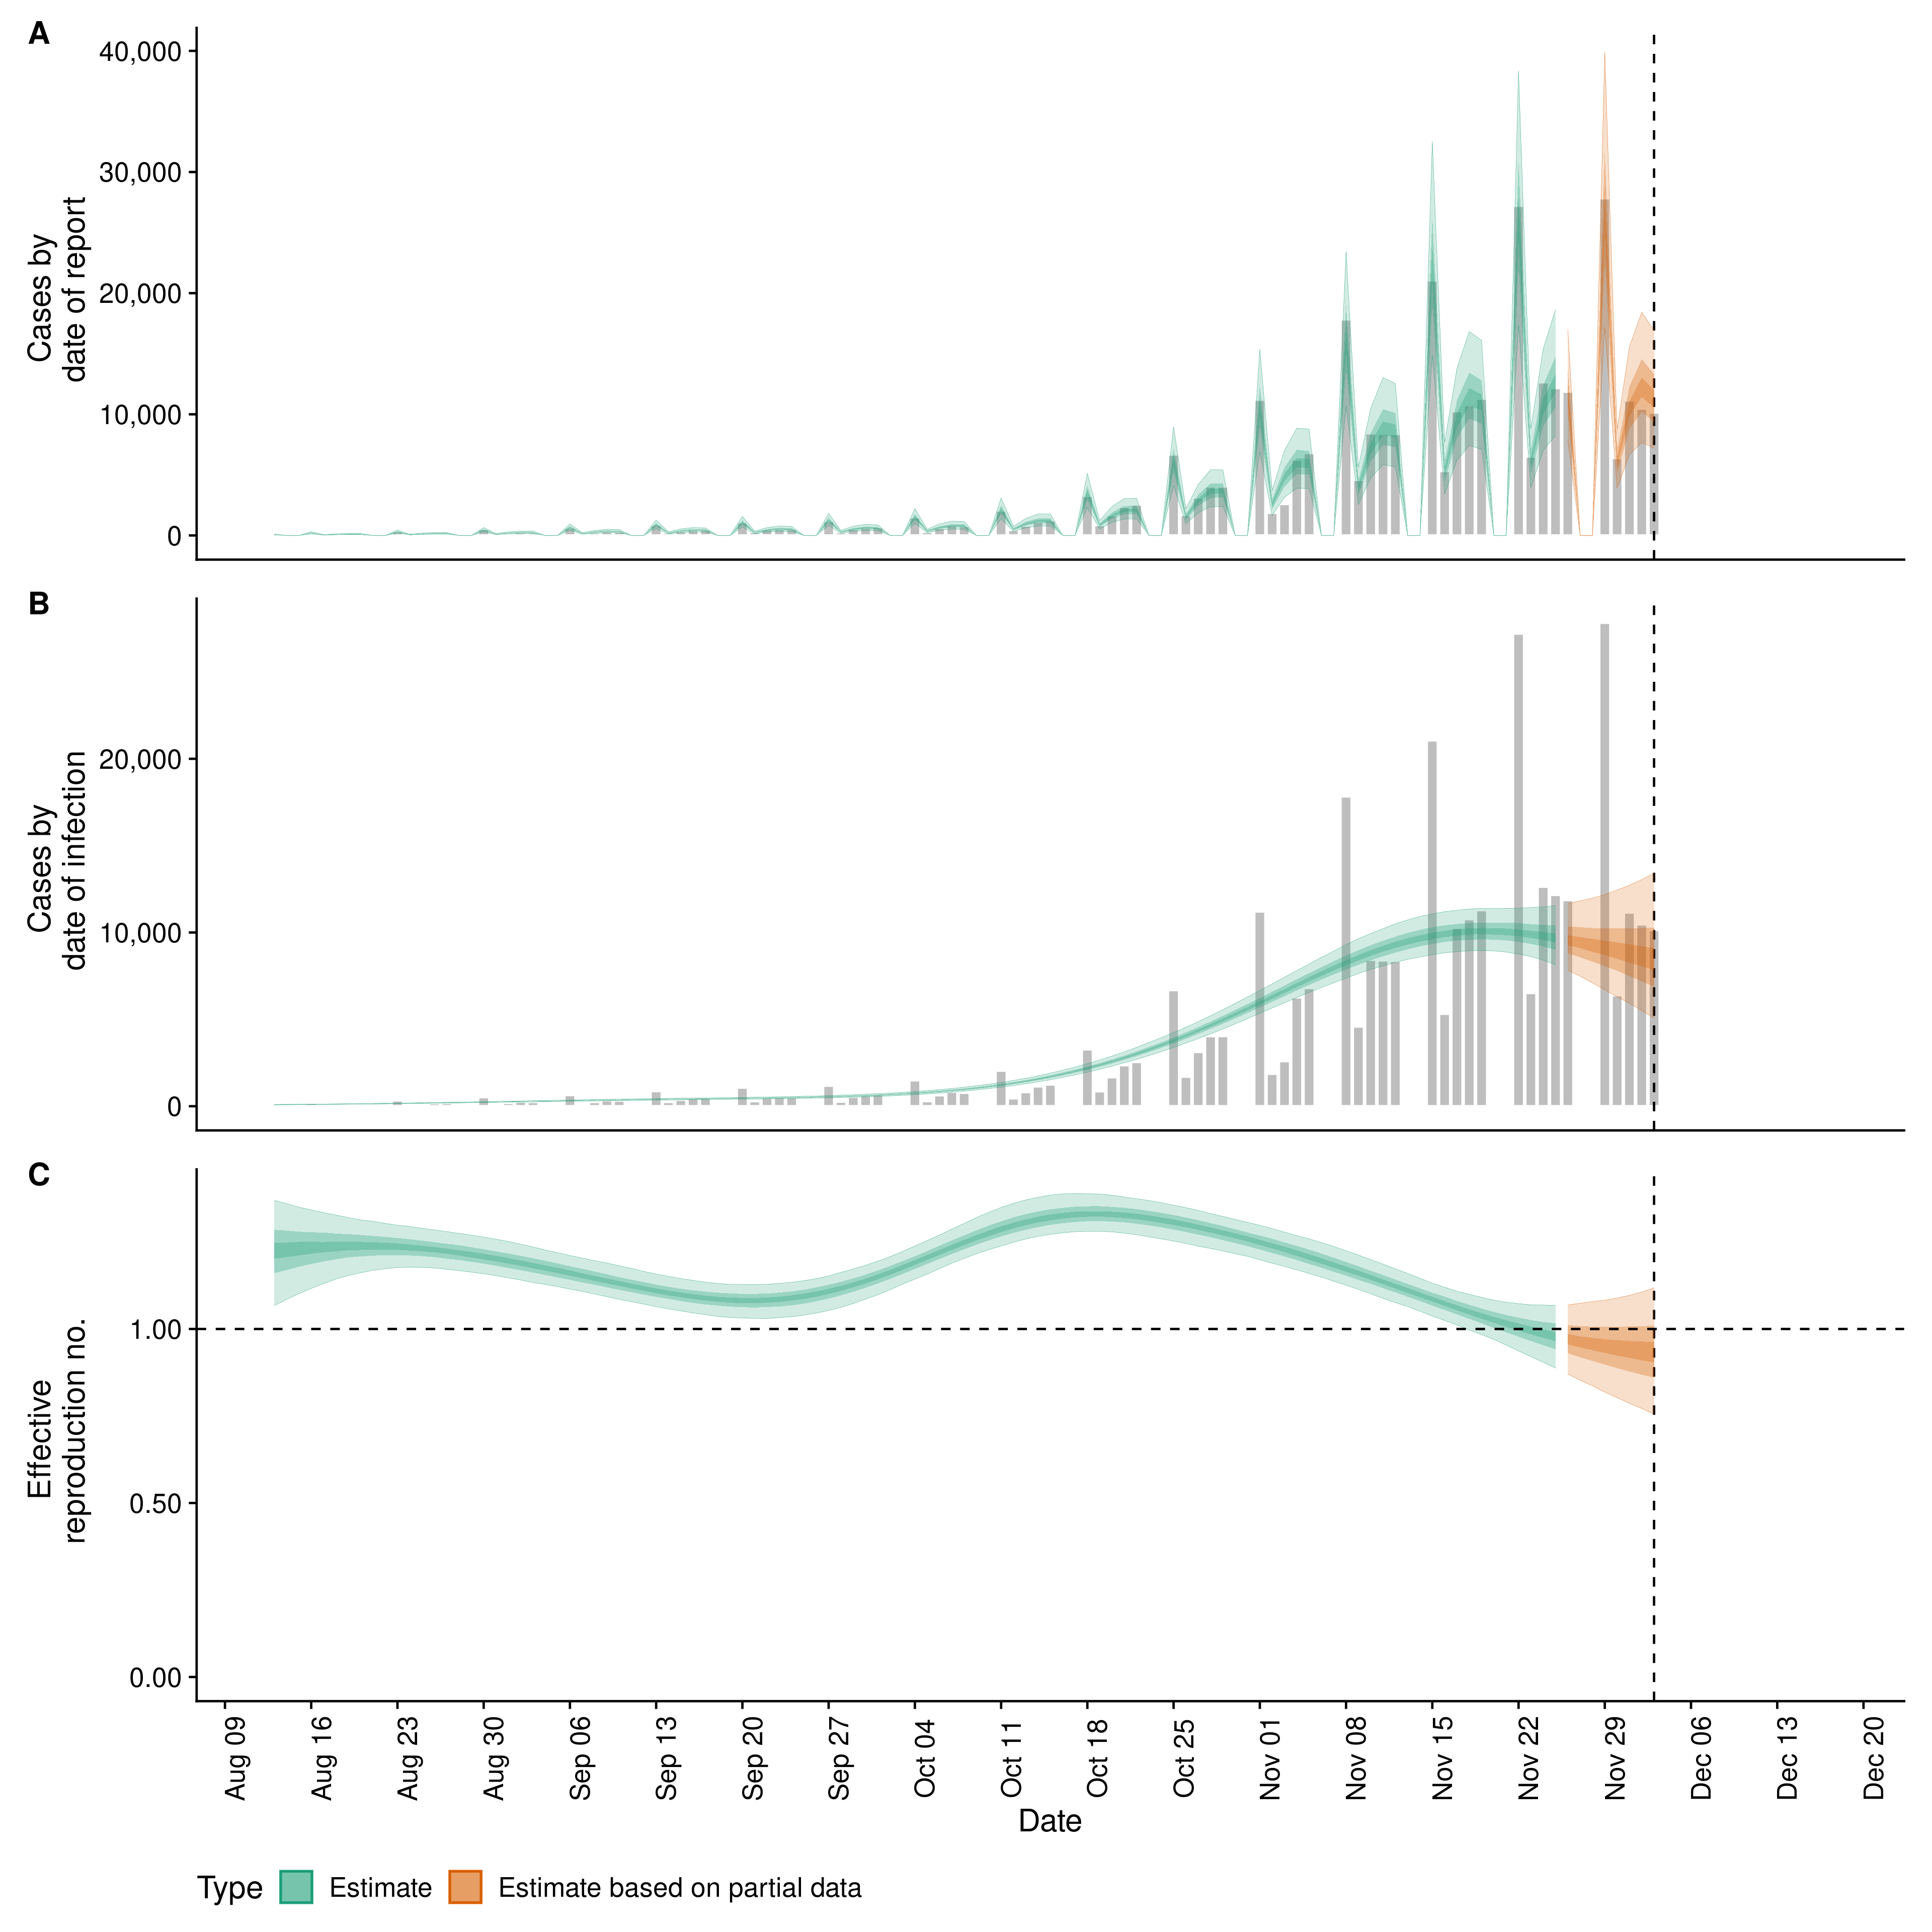 A
40,000
30,000
20,000
10,000
0
Cases by
date of report
B
20,000
10,000
0
Cases by
date of infection
C
1.00
0.50
0.00
Effective
reproduction no.
Aug 09
Aug 16
Aug 23
Aug 30
Sep 06
Sep 13
Sep 20
Sep 27
Oct 04
Oct 11
Oct 18
Oct 25
Nov 01
Nov 08
Nov 15
Nov 22
Nov 29
Dec 06
Dec 13
Dec 20
Date
Type Estimate Estimate based on partial data